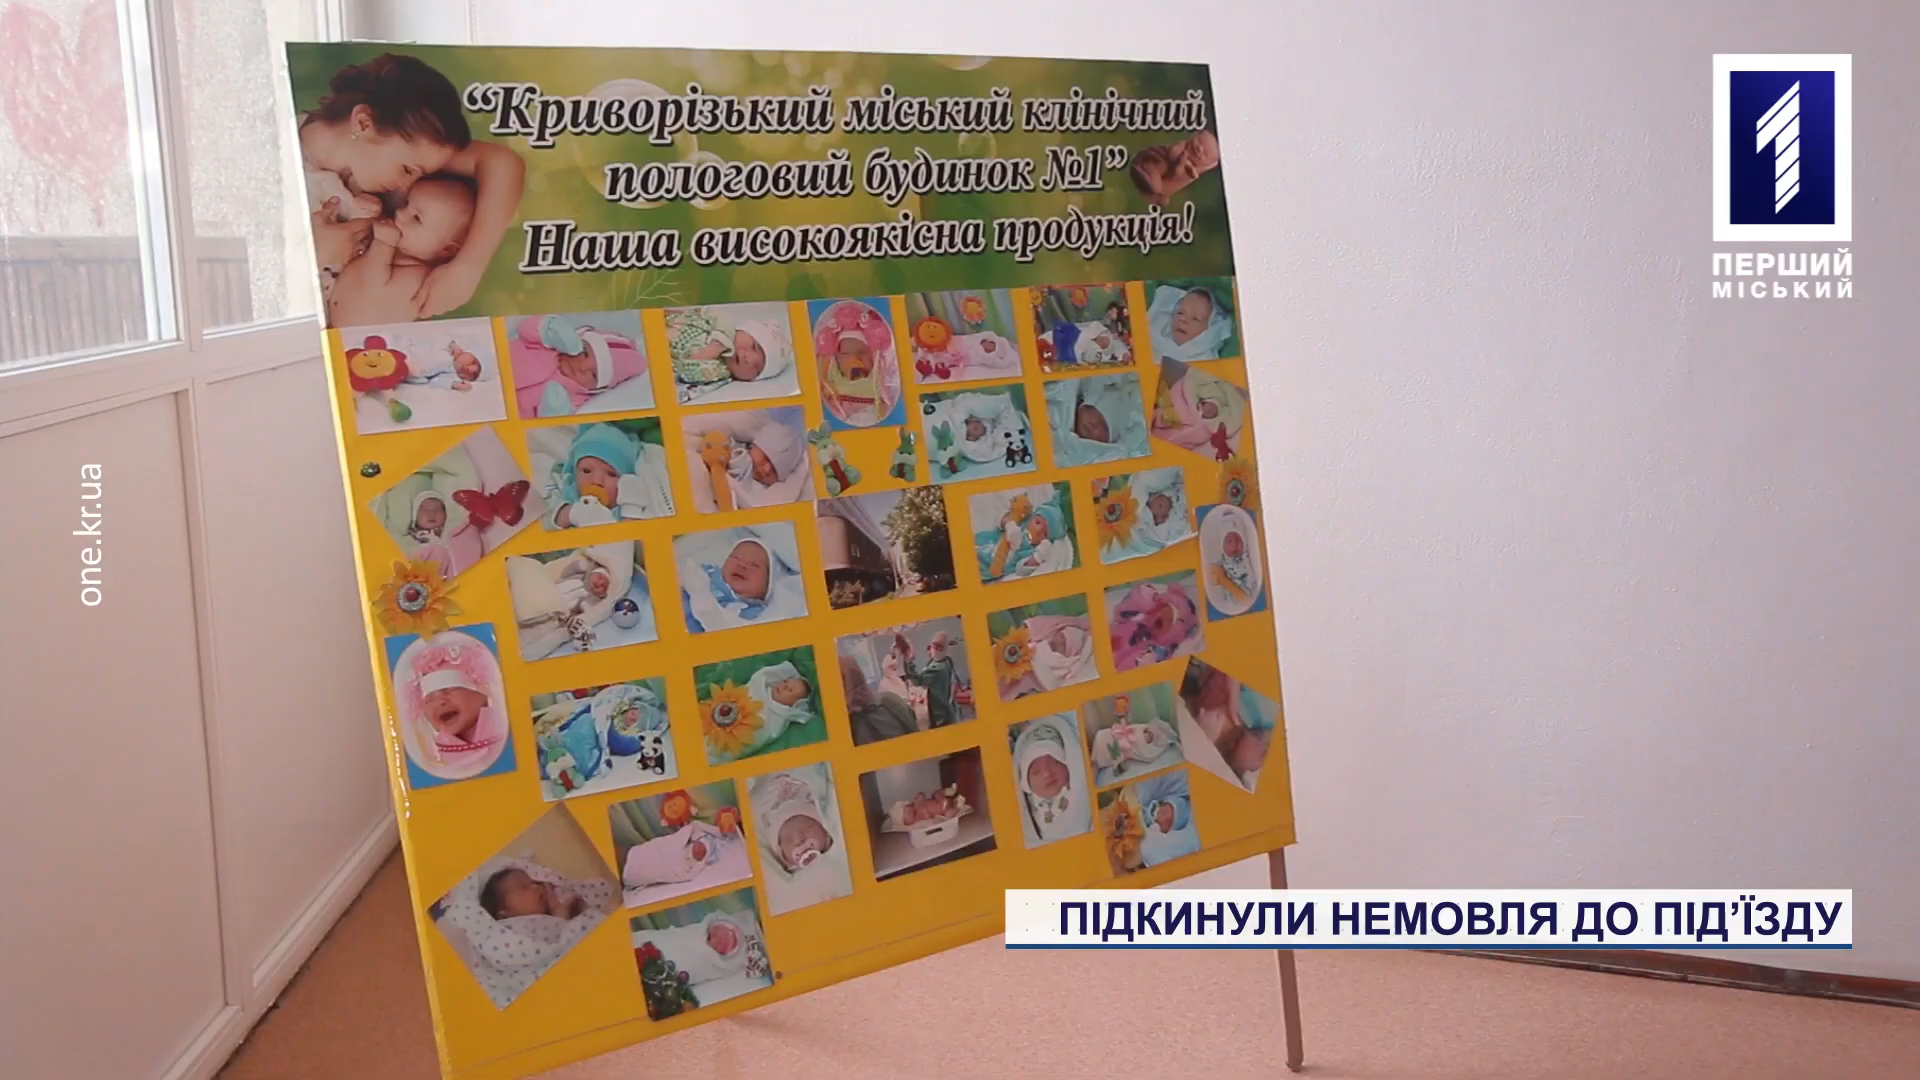 “Криворізький міський клінічний
пологовий будинок №1”
Наша високоякісна продукція!
1
ПЕРШИЙ
МІСЬКИЙ
one.kr.ua
ПІДКИНУЛИ НЕМОВЛЯ ДО ПІД’ЇЗДУ